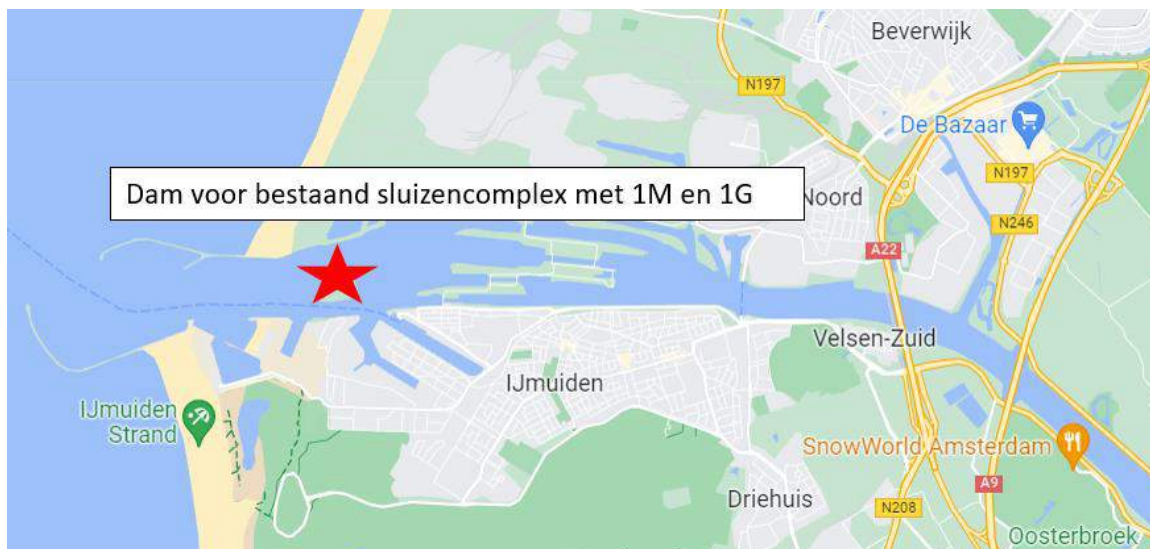 Beverwijk
N197
De Bazaar
Dam voor bestaand sluizencomplex met 1M en 1G
N197
Noord
N246
A22
Velsen-Zuid
IJmuiden
IJmuiden
Strand
SnowWorld Amsterdam
A9
Driehuis
N208
Oosterbroek